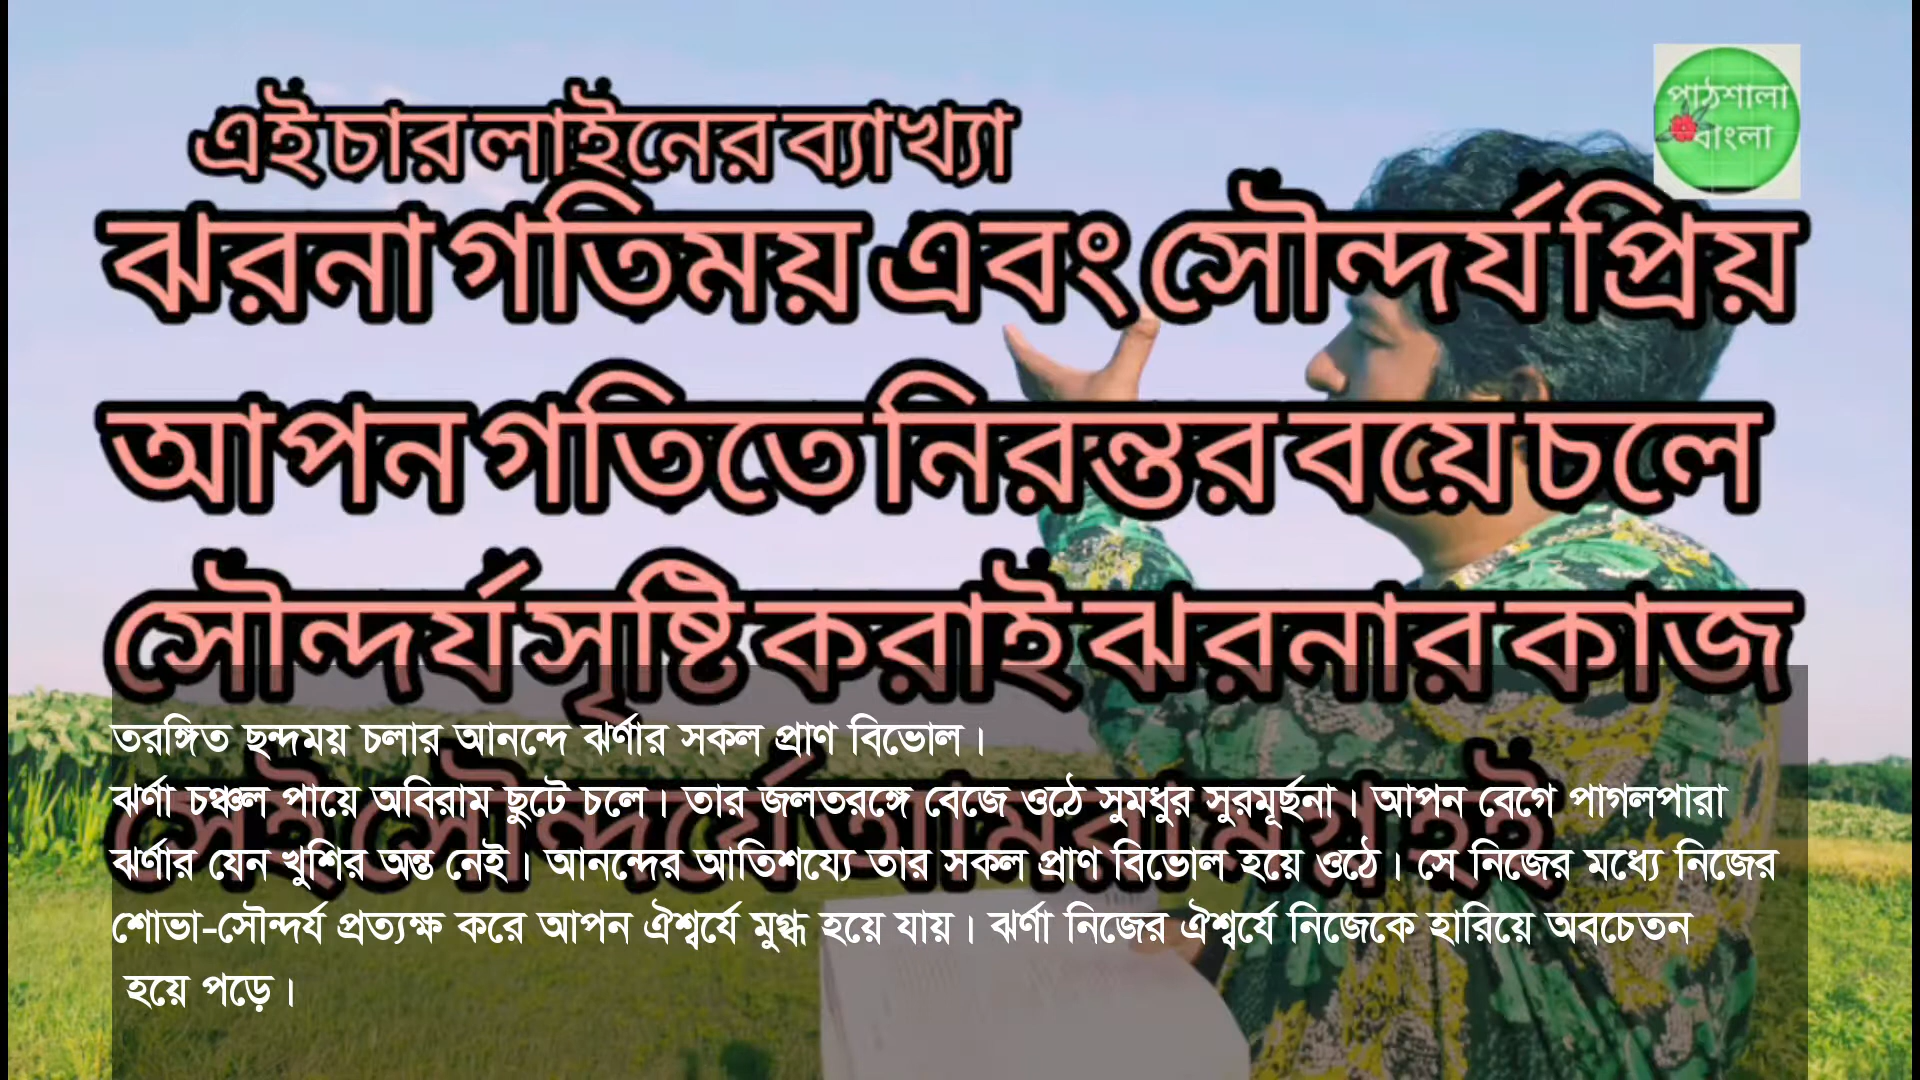 পাঠশালা
বাংলা
এই চার লাইনের ব্যাখ্যা
ঝরনা গতিময় এবং সৌন্দর্য প্রিয়
আপন গতিতে নিরন্তর বয়ে চলে
সৌন্দর্য সৃষ্টি করাই ঝরনার কাজ
সেই সৌন্দর্যে আমরা মুগ্ধ হই
তরঙ্গিত ছন্দময় চলার আনন্দে ঝর্ণার সকল প্রাণ বিভোল।
ঝর্ণা চঞ্চল পায়ে অবিরাম ছুটে চলে। তার জলতরঙ্গে বেজে ওঠে সুমধুর সুরমূর্ছনা। আপন বেগে পাগলপারা
ঝর্ণার যেন খুশির অন্ত নেই। আনন্দের আতিশয্যে তার সকল প্রাণ বিভোল হয়ে ওঠে। সে নিজের মধ্যে নিজের
শোভা-সৌন্দর্য প্রত্যক্ষ করে আপন ঐশ্বর্যে মুগ্ধ হয়ে যায়। ঝর্ণা নিজের ঐশ্বর্যে নিজেকে হারিয়ে অবচেতন
হয়ে পড়ে।